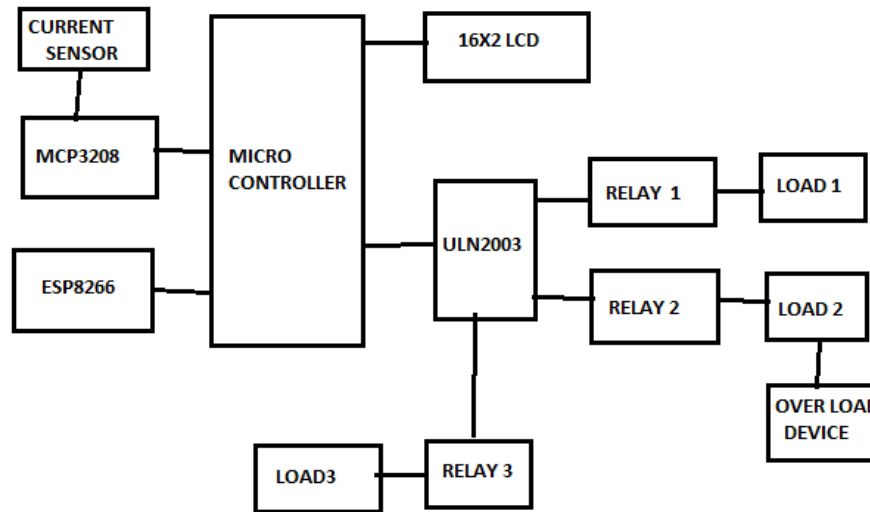 CURRENT
SENSOR
16X2 LCD
MCP3208
MICRO
CONTROLLER
RELAY 1
LOAD 1
ULN2003
ESP8266
RELAY 2
LOAD 2
OVER LOAD
DEVICE
LOAD3
RELAY 3